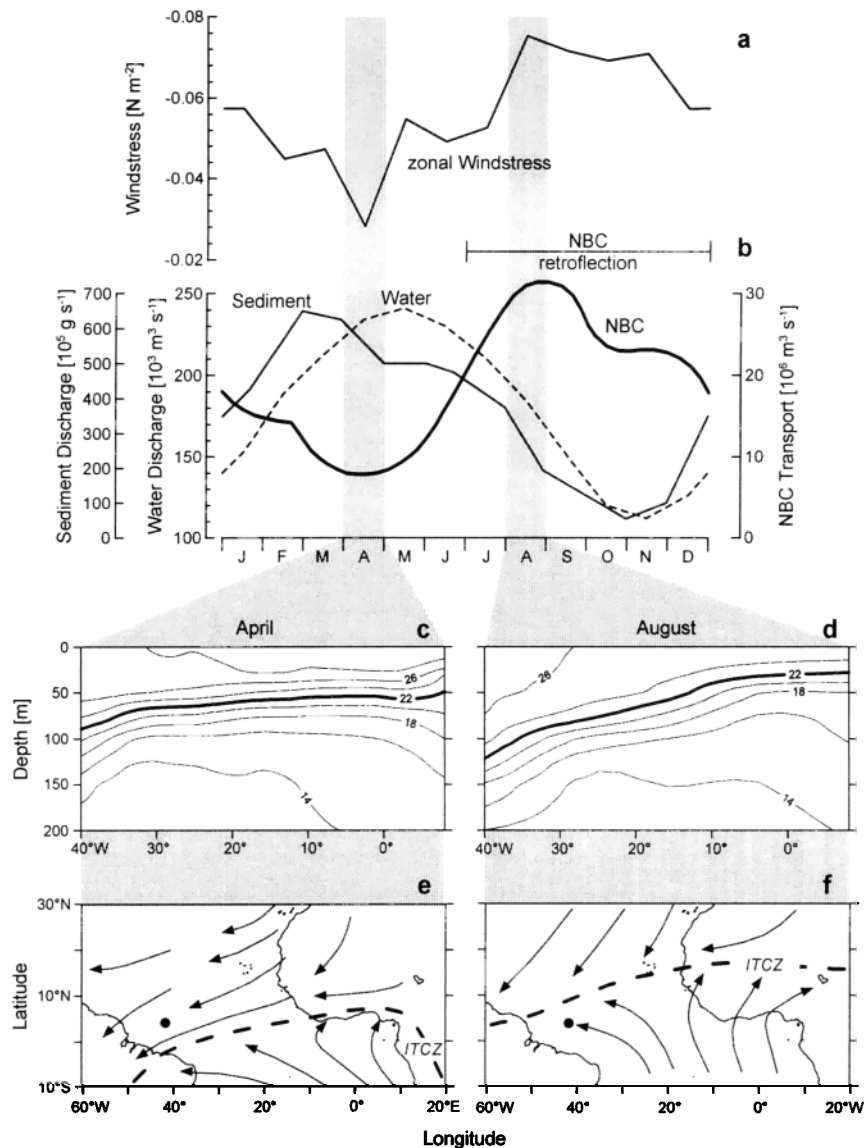 a
-0.08
-0.06
-0.04
-0.02
Windstress [N m-2]
zonal Windstress
b
NBC
retroflection
Sediment
Water
NBC
700
600
500
400
300
200
100
0
Sediment Discharge [10⁵ g s⁻¹]
250
200
140
100
Water Discharge [10³ m³ s⁻¹]
30
20
10
0
NBC Transport [10⁶ m³ s⁻¹]
J F M A M J J A S O N D
April
c
August
d
0
50
100
150
200
Depth [m]
26
22
18
14
26
22
18
14
40°W 30° 20° 10° 0°
40°W 30° 20° 10° 0°
e
f
30°N
10°N
10°S
Latitude
ITCZ
ITCZ
60°W 40° 20° 0° 20°E
60°W 40° 20° 0° 20°W
Longitude